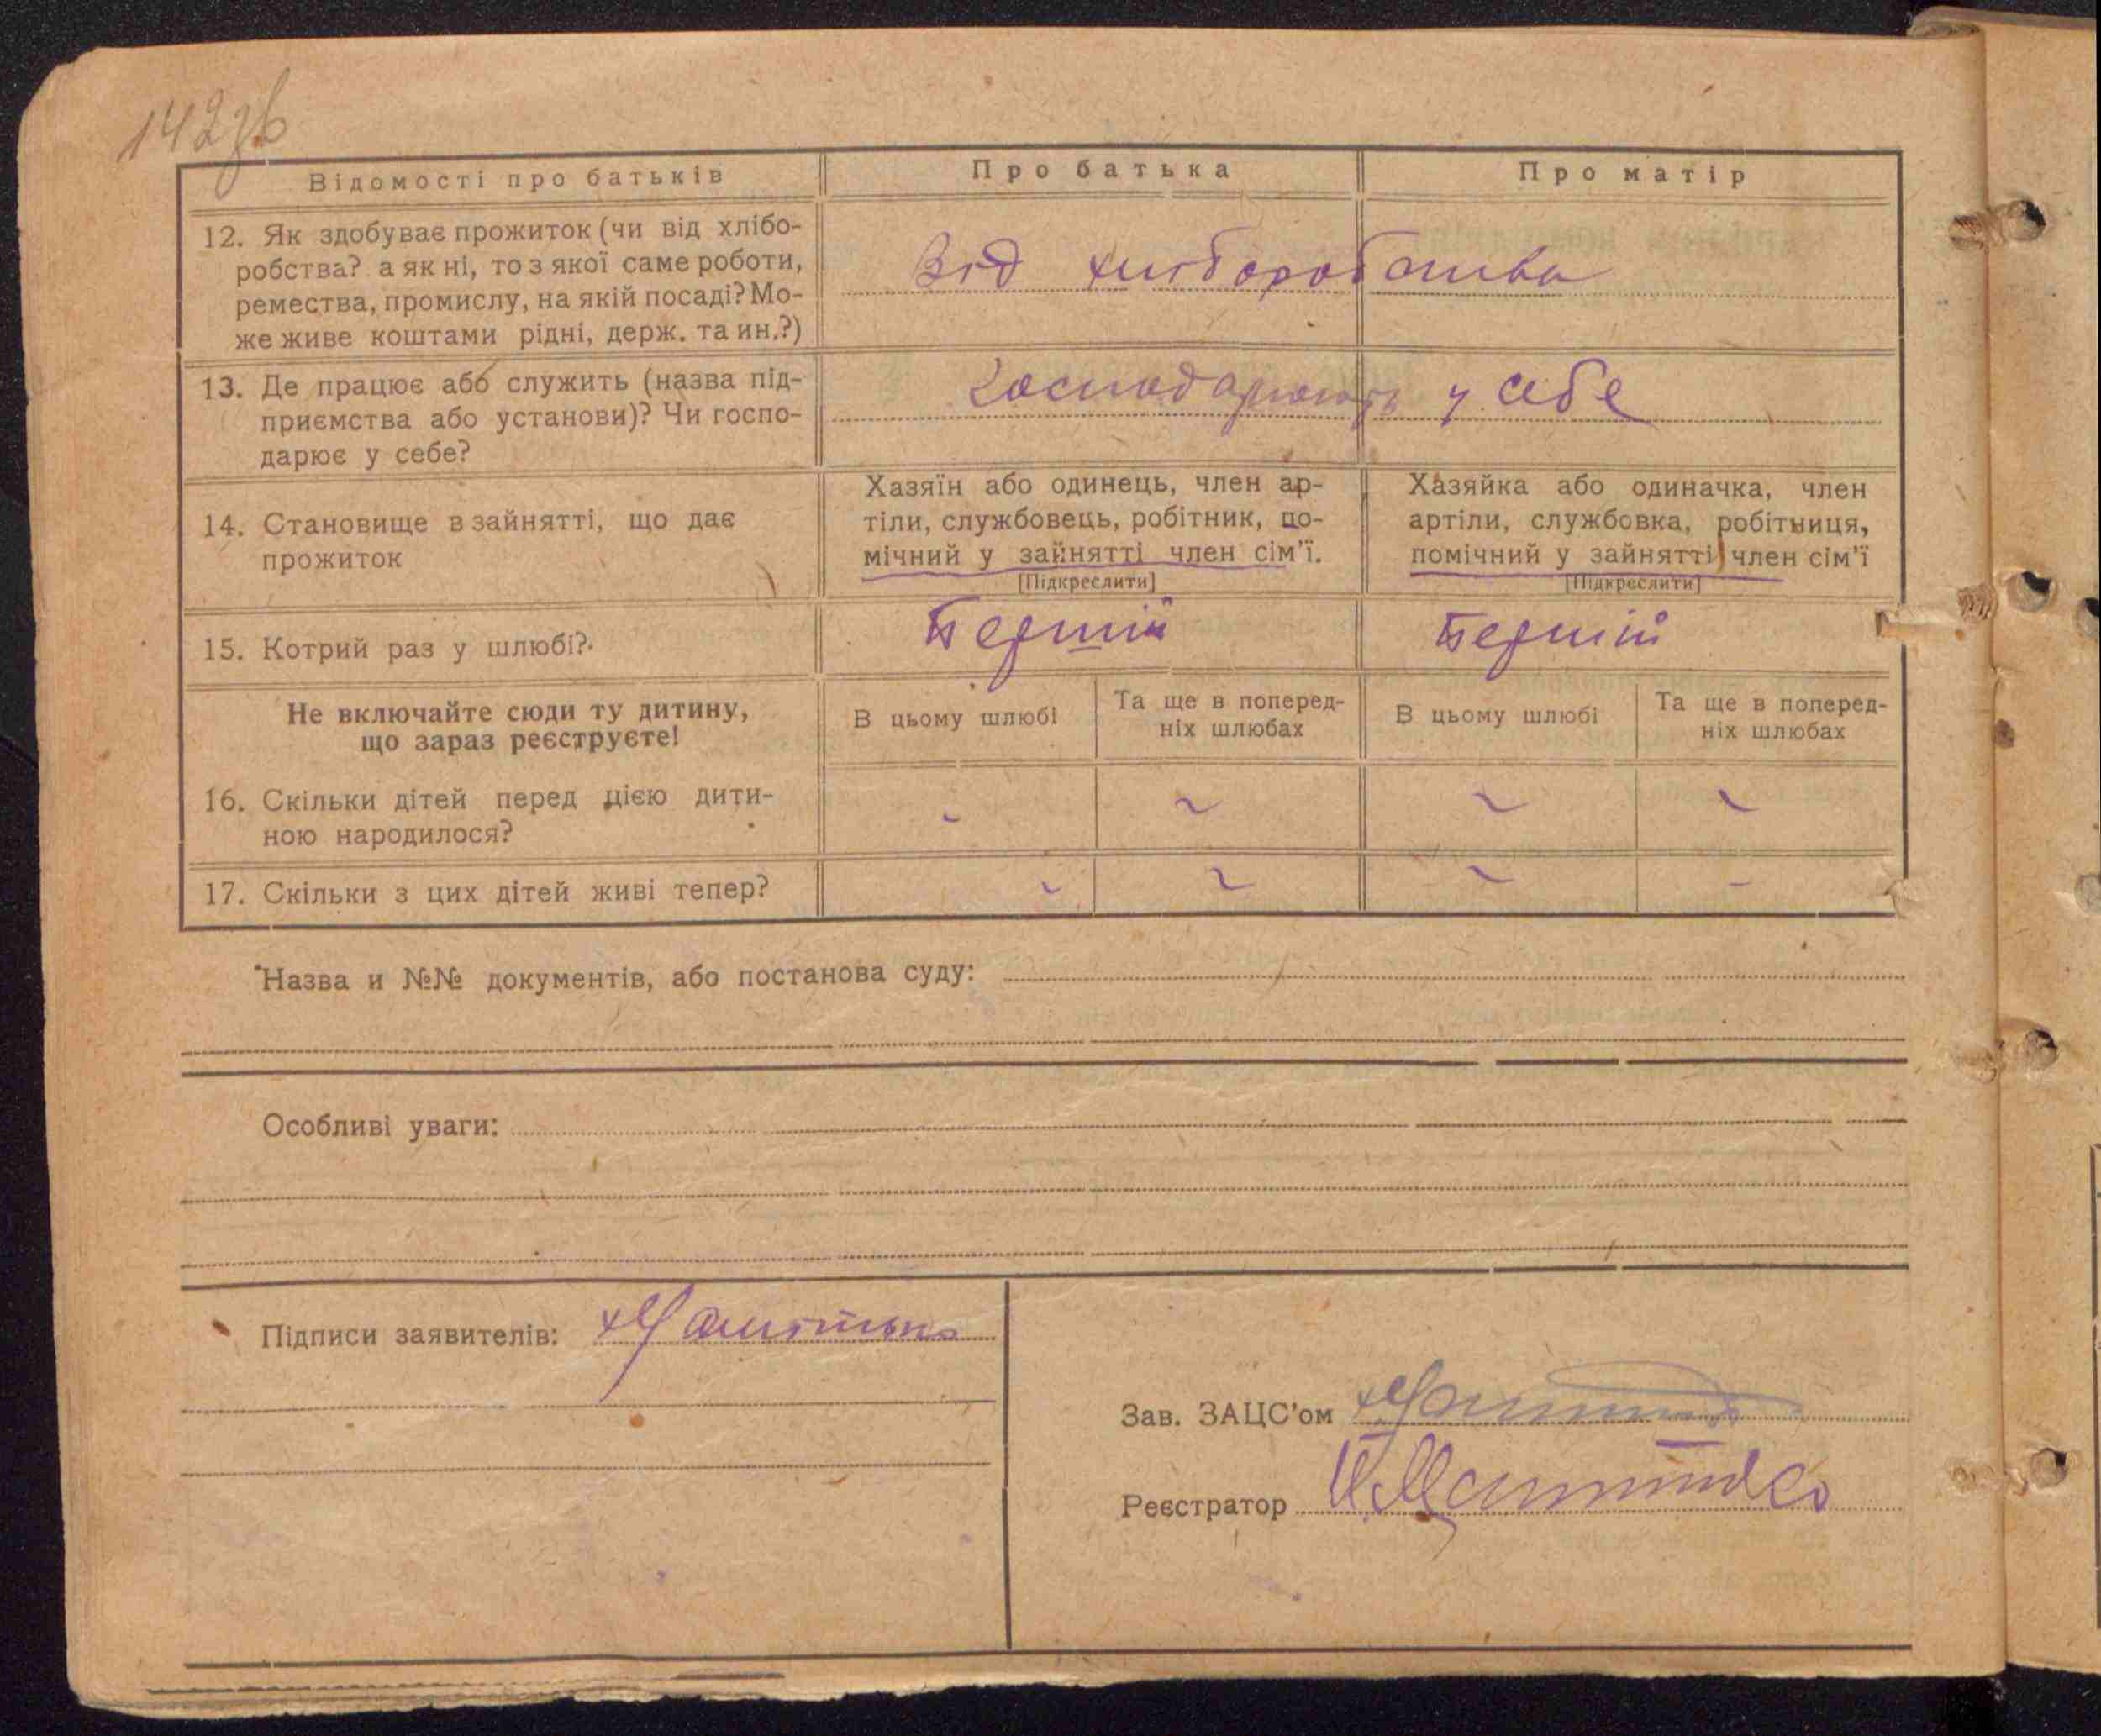 142зв
Відомості про батьків
Про батька
Про матір
12. Як здобуває прожиток (чи від хлібо-
робства? а як ні, то з якої саме роботи,
ремества, промислу, на якій посаді? Мо-
же живе коштами рідні, держ. та ин.?)
Від хліборобства
13. Де працює або служить (назва під-
приємства або установи)? Чи госпо-
дарює у себе?
Господарюють у себе
14. Становище в зайнятті, що дає
прожиток
Хазяїн або одинець, член ар-
тіли, службовець, робітник, по-
мічний у зайнятті член сім'ї.
[Підкреслити]
Хазяйка або одиначка, член
артіли, службовка, робітниця,
помічний у зайнятті член сім'ї
[Підкреслити]
15. Котрий раз у шлюбі?
Перший
Перший
Не включайте сюди ту дитину,
що зараз реєструєте!
В цьому шлюбі
Та ще в поперед-
ніх шлюбах
В цьому шлюбі
Та ще в поперед-
ніх шлюбах
16. Скільки дітей перед цією дити-
ною народилося?
17. Скільки з цих дітей живі тепер?
Назва и №№ документів, або постанова суду:
Особливі уваги:
Підписи заявителів:
Зав. ЗАЦС'ом
Реєстратор